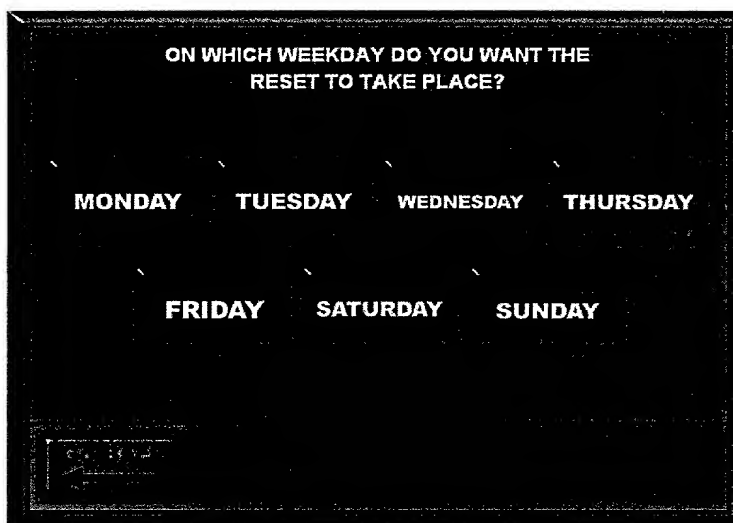 ON WHICH WEEKDAY DO YOU WANT THE
RESET TO TAKE PLACE?
MONDAY TUESDAY WEDNESDAY THURSDAY
FRIDAY SATURDAY SUNDAY